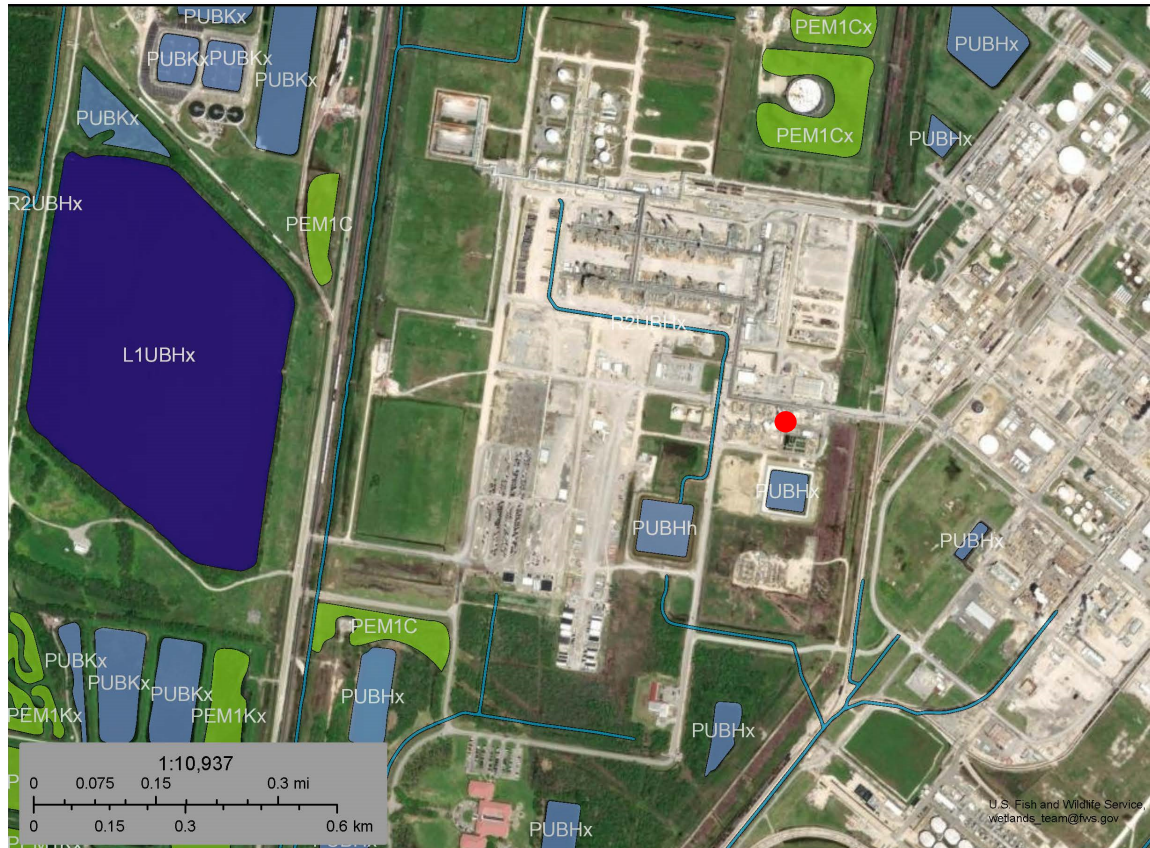 PUBKx
PEM1Cx
PUBHx
PUBKx
PUBKx
PUBKx
PUBKx
PEM1Cx
PUBHx
R2UBHx
PEM1C
L1UBHx
R2UBHx
PUBHx
PUBHh
PUBHx
PEM1C
PUBKx
PUBKx
PUBKx
PUBHx
PEM1Kx
PEM1Kx
PUBHx
1:10,937
0 0.075 0.15 0.3 mi
0 0.15 0.3 0.6 km
U.S. Fish and Wildlife Service,
wetlands_team@fws.gov
PUBHx
PEM1Kx